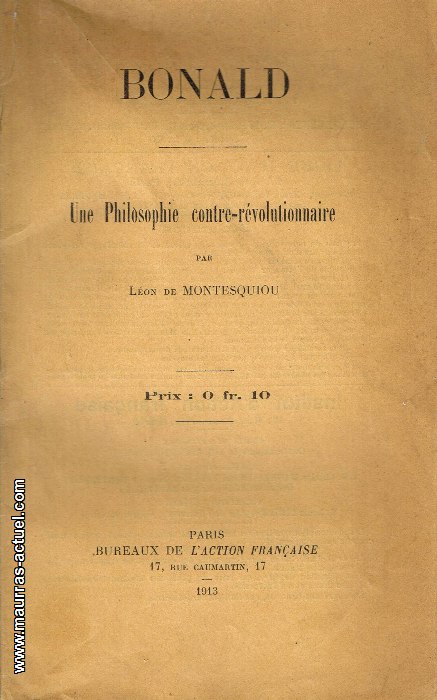 BONALD
Une Philosophie contre-révolutionnaire
PAR
LÉON DE MONTESQUIOU
Prix : 0 fr. 10
PARIS
BUREAUX DE L'ACTION FRANÇAISE
17, RUE CAUMARTIN, 17
1913
www.maurras-actuel.com